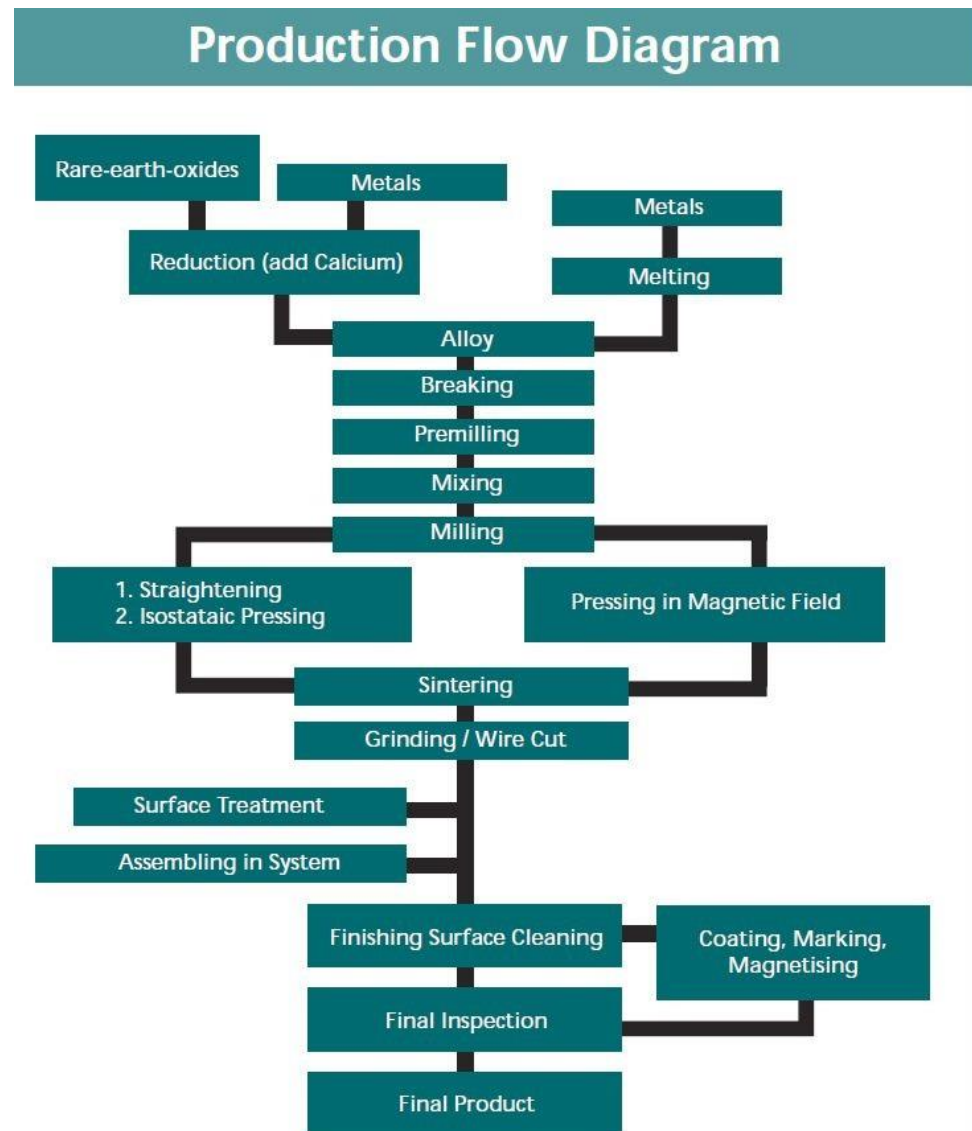 Production Flow Diagram
Rare-earth-oxides
Metals
Metals
Reduction (add Calcium)
Melting
Alloy
Breaking
Premilling
Mixing
Milling
1. Straightening
2. Isostataic Pressing
Pressing in Magnetic Field
Sintering
Grinding / Wire Cut
Surface Treatment
Assembling in System
Finishing Surface Cleaning
Coating, Marking,
Magnetising
Final Inspection
Final Product